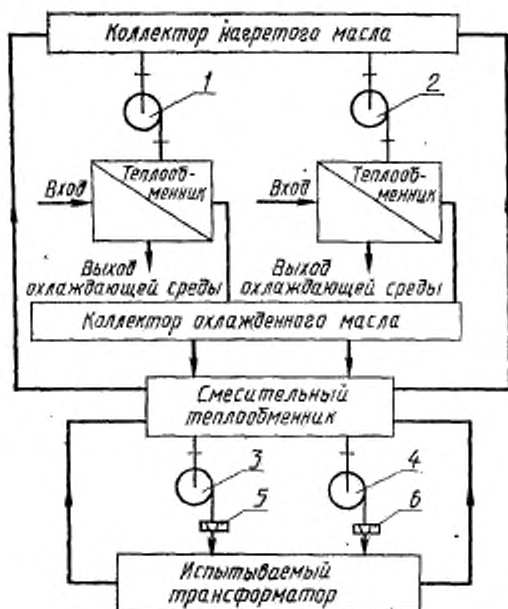 Коллектор нагретого масла
1
2
Теплооб-
менник
Теплооб-
менник
Вход
Вход
Выход
охлаждающей среды
Выход
охлаждающей среды
Коллектор охлажденного масла
Смесительный
теплообменник
3
4
5
6
Испытываемый
трансформатор